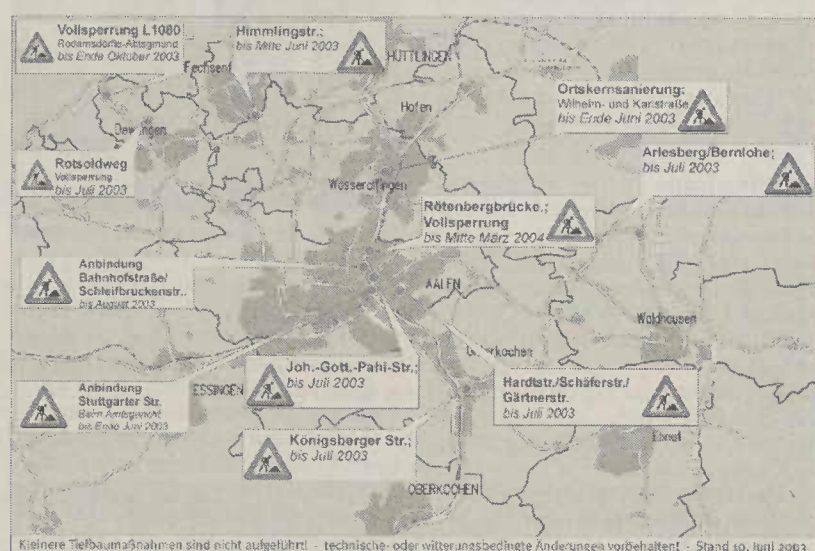 Vollsperrung L1080
Rodamsdörfle-Abtsgmünd
bis Ende Oktober 2003
Himmlingstr.;
bis Mitte Juni 2003
HÜTTLINGEN
Fachsenf
Hofen
Ortskernsanierung;
Wilhelm- und Karlstraße
bis Ende Juni 2003
Dewangen
Rotsoldweg
Vollsperrung
bis Juli 2003
Wasseralfingen
Arlesberg/Bernlohe;
bis Juli 2003
Rötenbergbrücke.;
Vollsperrung
bis Mitte März 2004
Anbindung
Bahnhofstraße/
Schleifbrückenstr..
bis August 2003
AALEN
Waldhausen
Unterkochen
Joh.-Gott.-Pahl-Str.;
bis Juli 2003
ESSINGEN
Anbindung
Stuttgarter Str.
Beim Amtsgericht
bis Ende Juni 2003
Hardtstr./Schäferstr./
Gärtnerstr.
bis Juli 2003
Königsberger Str.;
bis Juli 2003
Ebnat
OBERKOCHEN
Kleinere Tiefbaumaßnahmen sind nicht aufgeführt! - technische- oder witterungsbedingte Änderungen vorbehalten! - Stand 10. Juni 2003